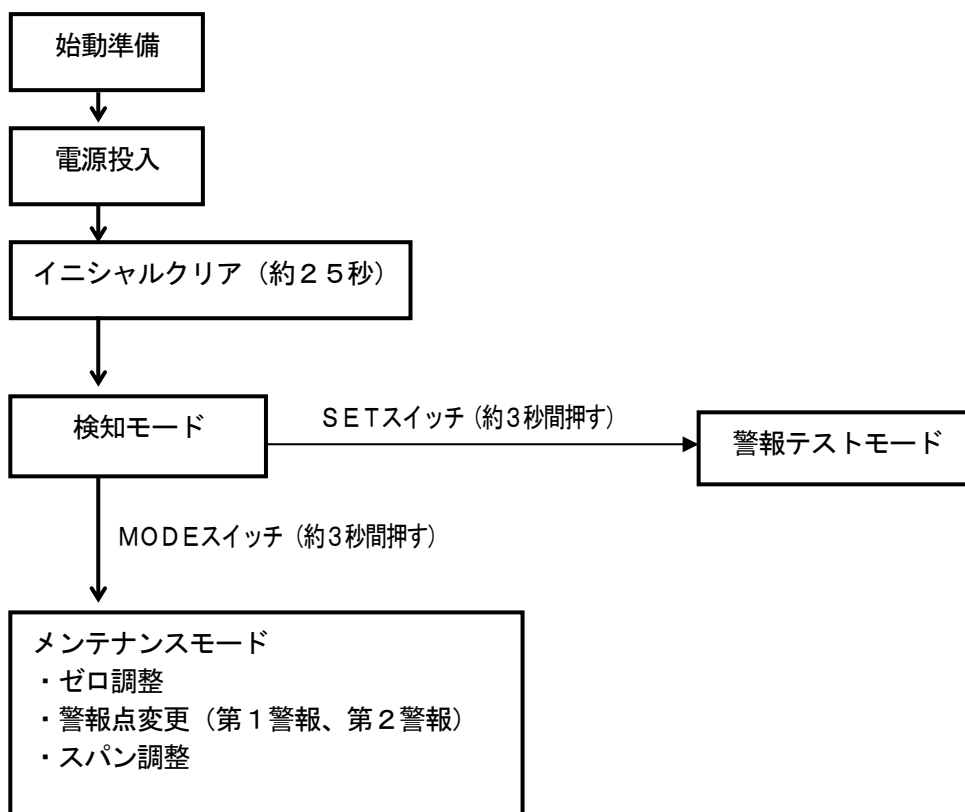 始動準備
電源投入
イニシャルクリア（約２５秒）
検知モード
ＳＥＴスイッチ（約３秒間押す）
警報テストモード
ＭＯＤＥスイッチ（約３秒間押す）
メンテナンスモード
・ゼロ調整
・警報点変更（第１警報、第２警報）
・スパン調整